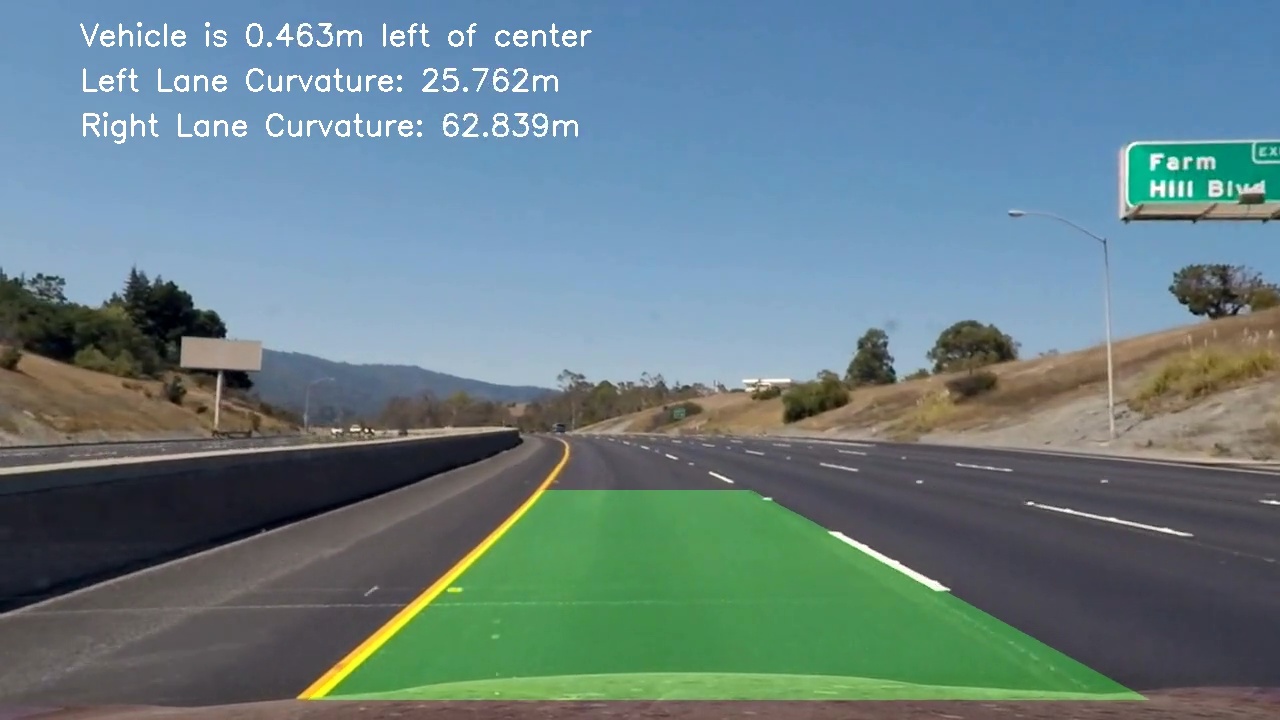 Vehicle is 0.463m left of center
Left Lane Curvature: 25.762m
Right Lane Curvature: 62.839m
Farm
Hill Blvd